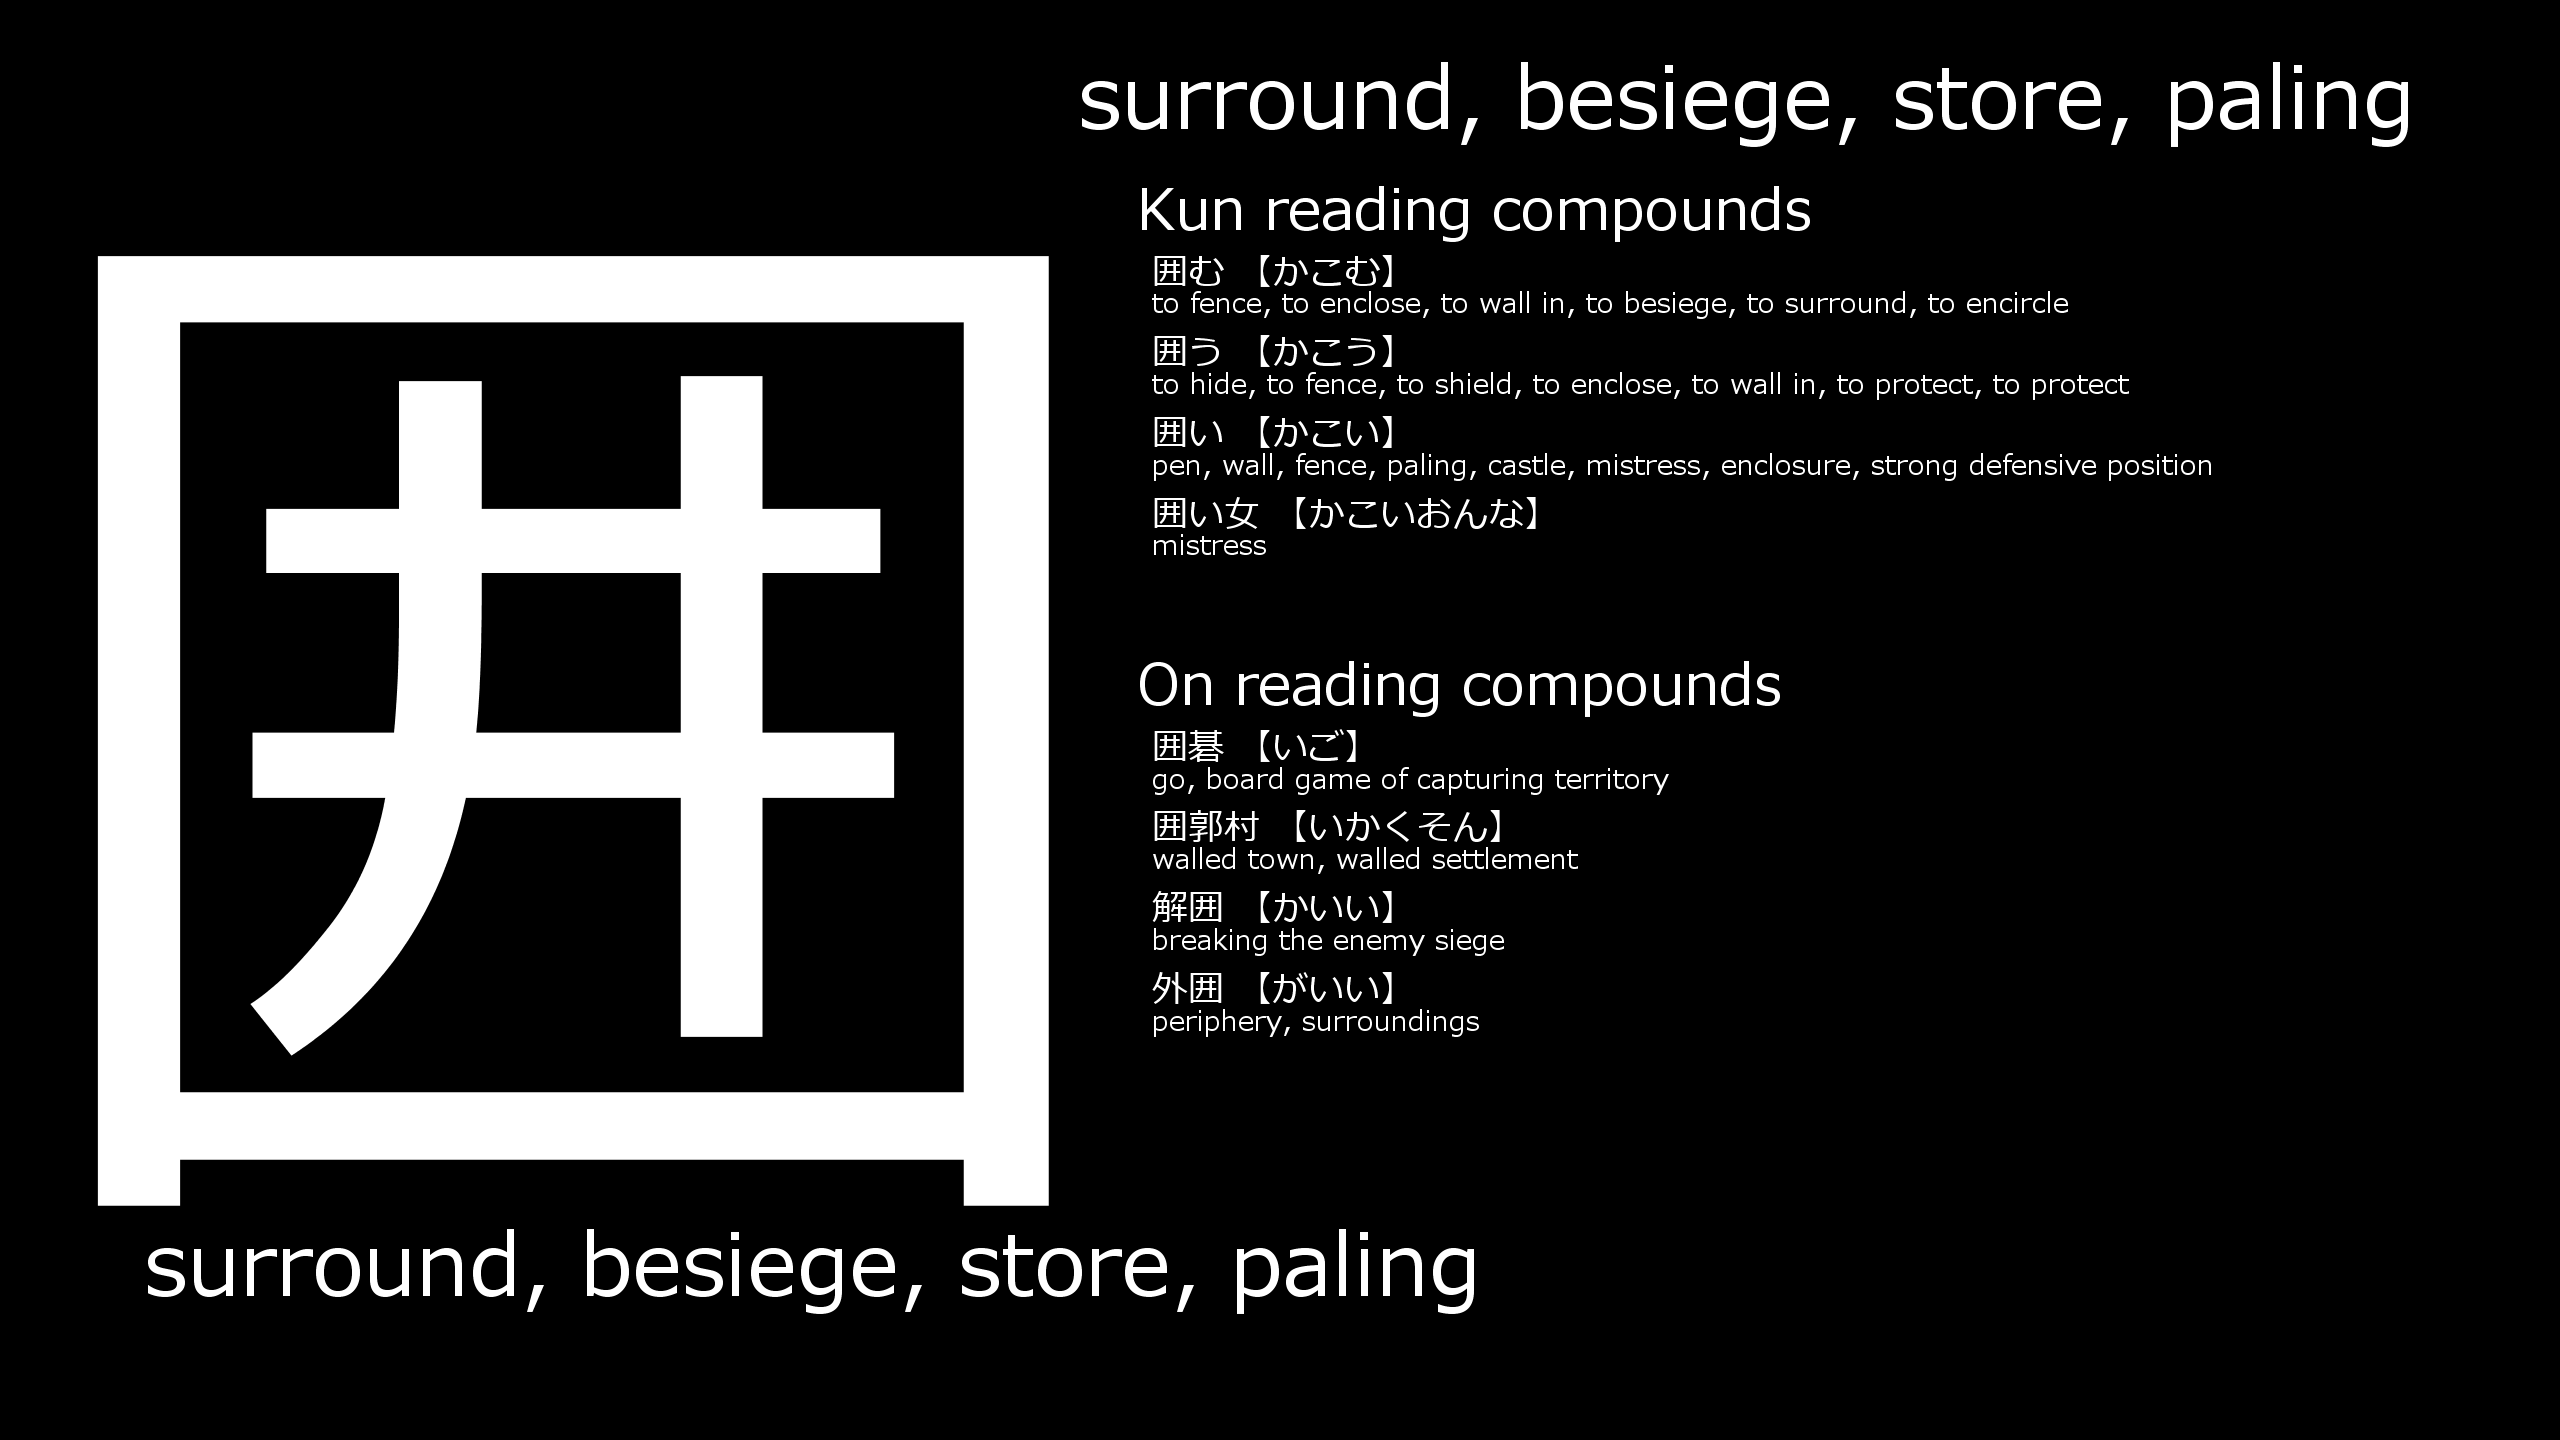 surround, besiege, store, paling
囲
Kun reading compounds
囲む 【かこむ】
to fence, to enclose, to wall in, to besiege, to surround, to encircle
囲う 【かこう】
to hide, to fence, to shield, to enclose, to wall in, to protect, to protect
囲い 【かこい】
pen, wall, fence, paling, castle, mistress, enclosure, strong defensive position
囲い女 【かこいおんな】
mistress
On reading compounds
囲碁 【いご】
go, board game of capturing territory
囲郭村 【いかくそん】
walled town, walled settlement
解囲 【かいい】
breaking the enemy siege
外囲 【がいい】
periphery, surroundings
surround, besiege, store, paling